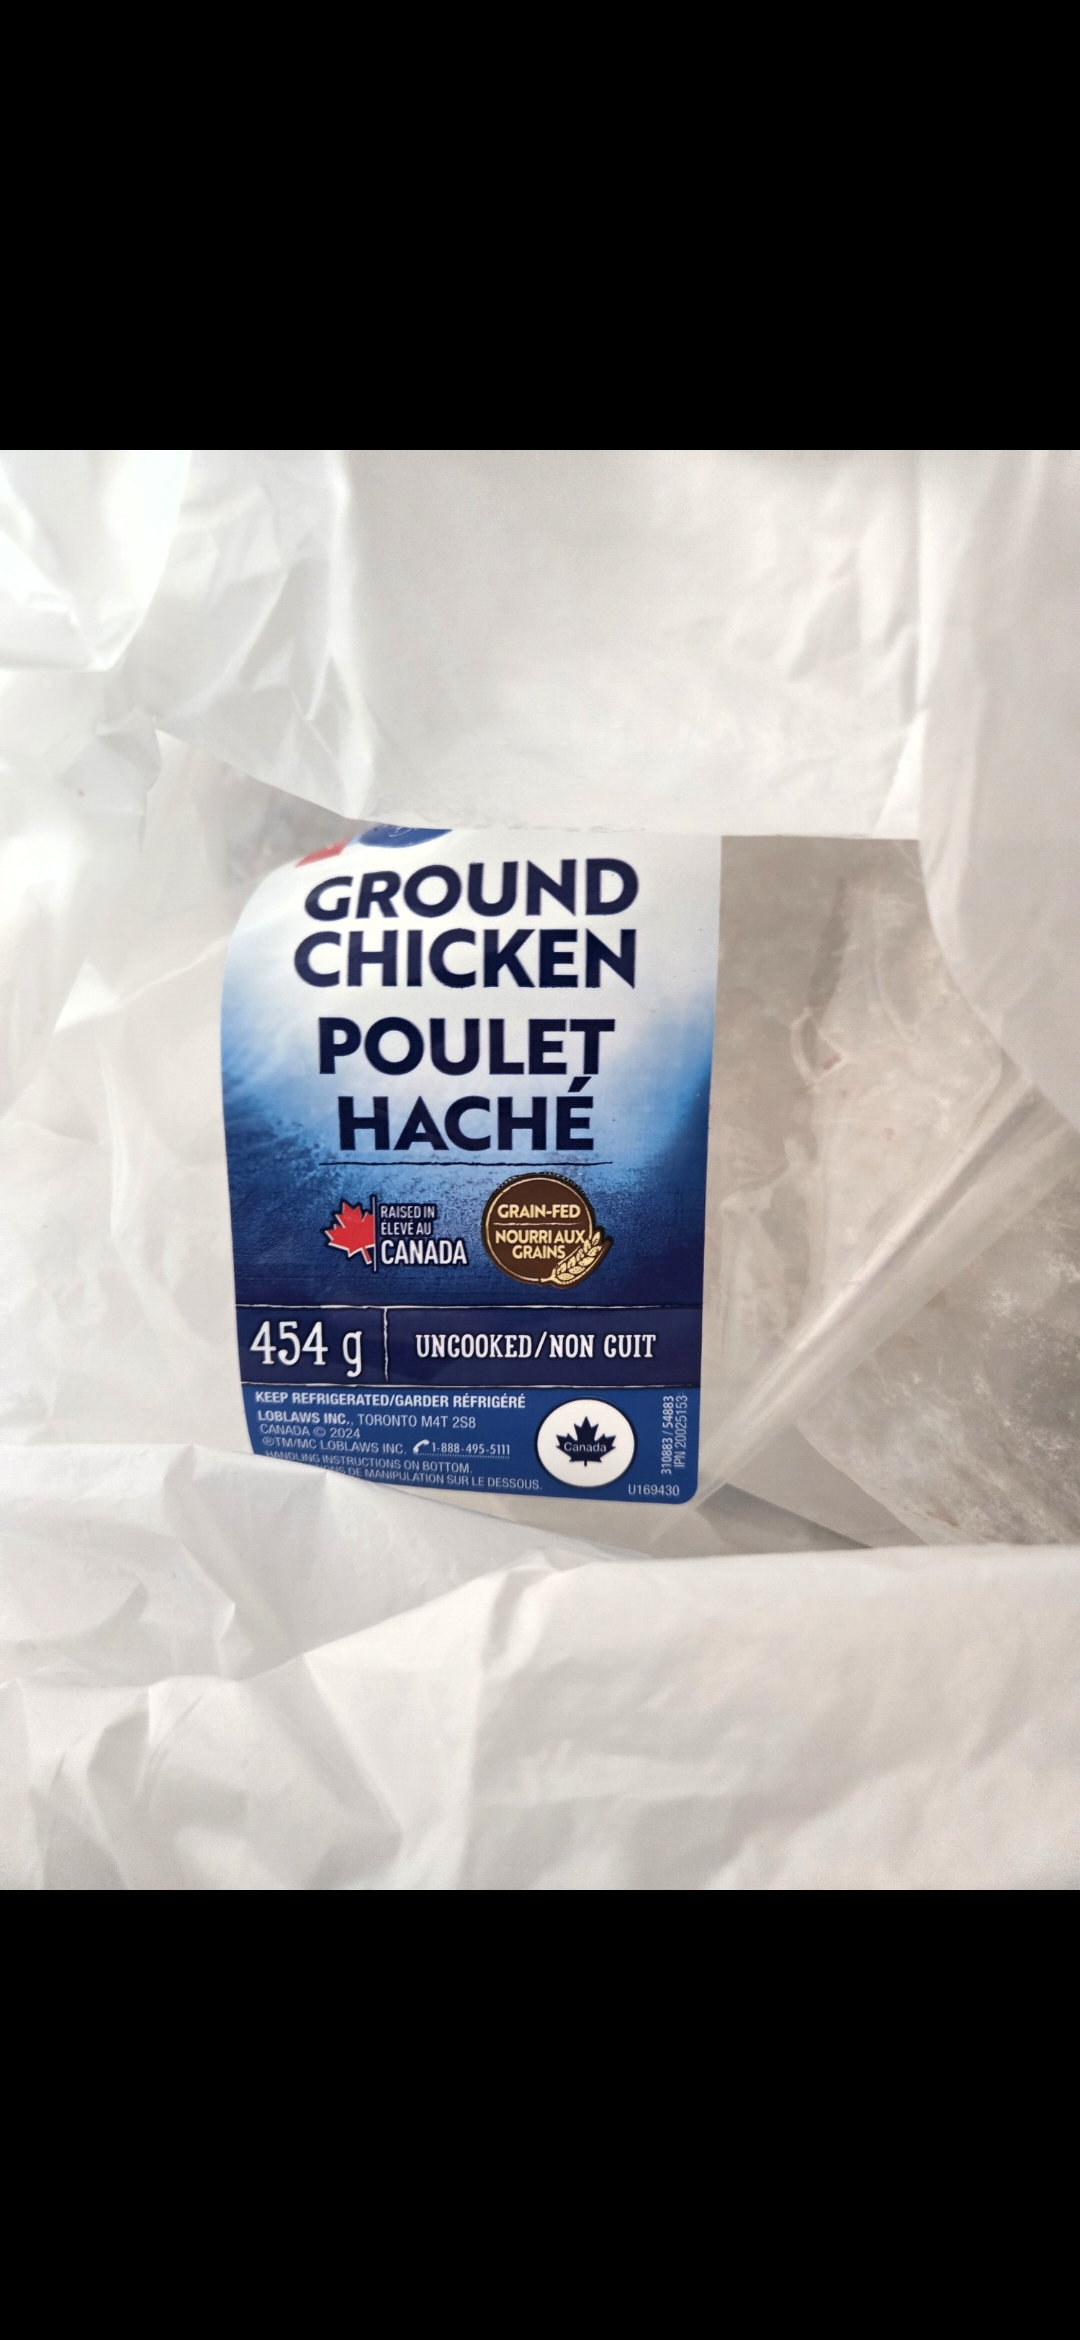 GROUND
CHICKEN
POULET
HACHÉ
RAISED IN
ÉLEVÉ AU
CANADA
GRAIN-FED
NOURRI AUX
GRAINS
454 g
UNCOOKED/NON CUIT
KEEP REFRIGERATED/GARDER RÉFRIGÉRÉ
LOBLAWS INC., TORONTO M4T 2S8
CANADA © 2024
®TM/MC LOBLAWS INC. 1-888-495-5111
HANDLING INSTRUCTIONS ON BOTTOM.
DE MANIPULATION SUR LE DESSOUS.
Canada
310883 / 54883
IPN 20025153
U169430